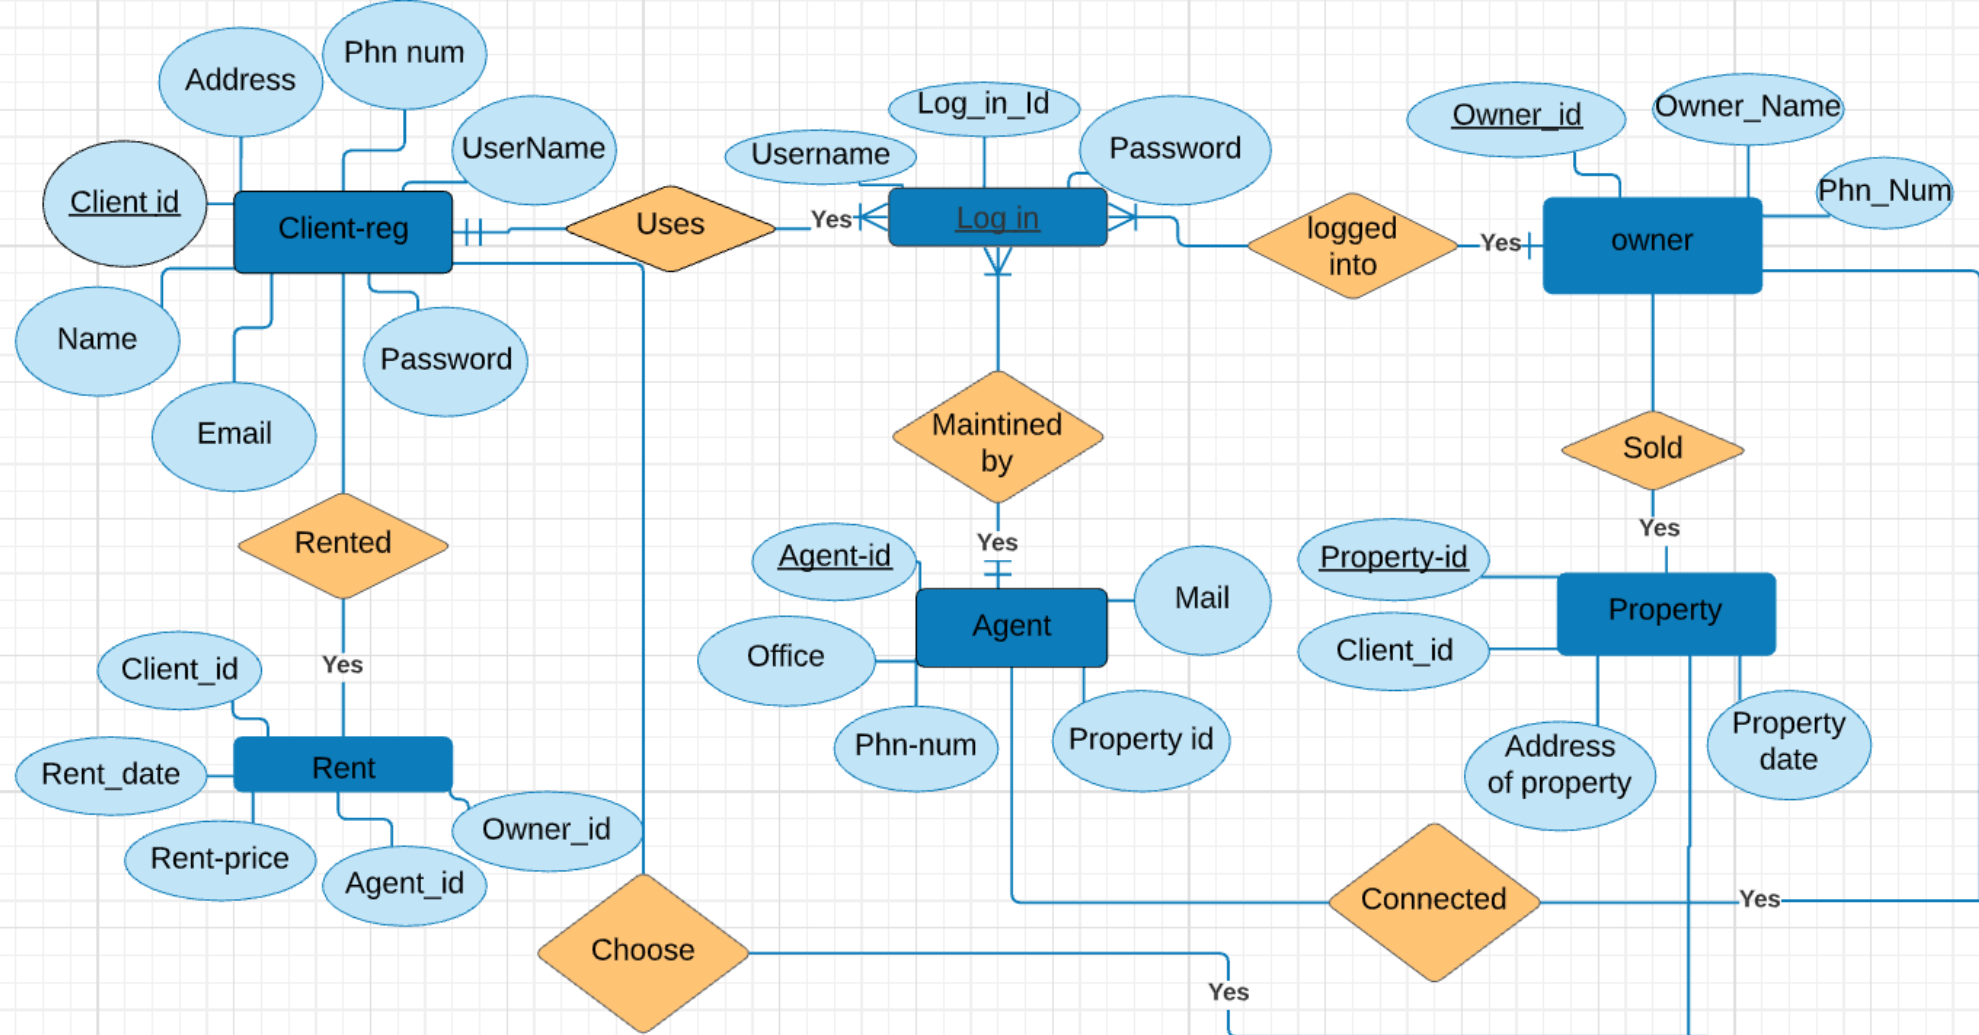 Phn num
Address
Log_in_Id
Owner_id
Owner_Name
UserName
Username
Password
Client id
Phn_Num
Client-reg
Uses
Yes
Log in
logged
into
Yes
owner
Name
Password
Email
Maintined
by
Sold
Rented
Yes
Yes
Agent-id
Property-id
Mail
Agent
Property
Office
Client_id
Yes
Client_id
Phn-num
Property id
Address
of property
Property
date
Rent_date
Rent
Owner_id
Rent-price
Agent_id
Connected
Yes
Choose
Yes